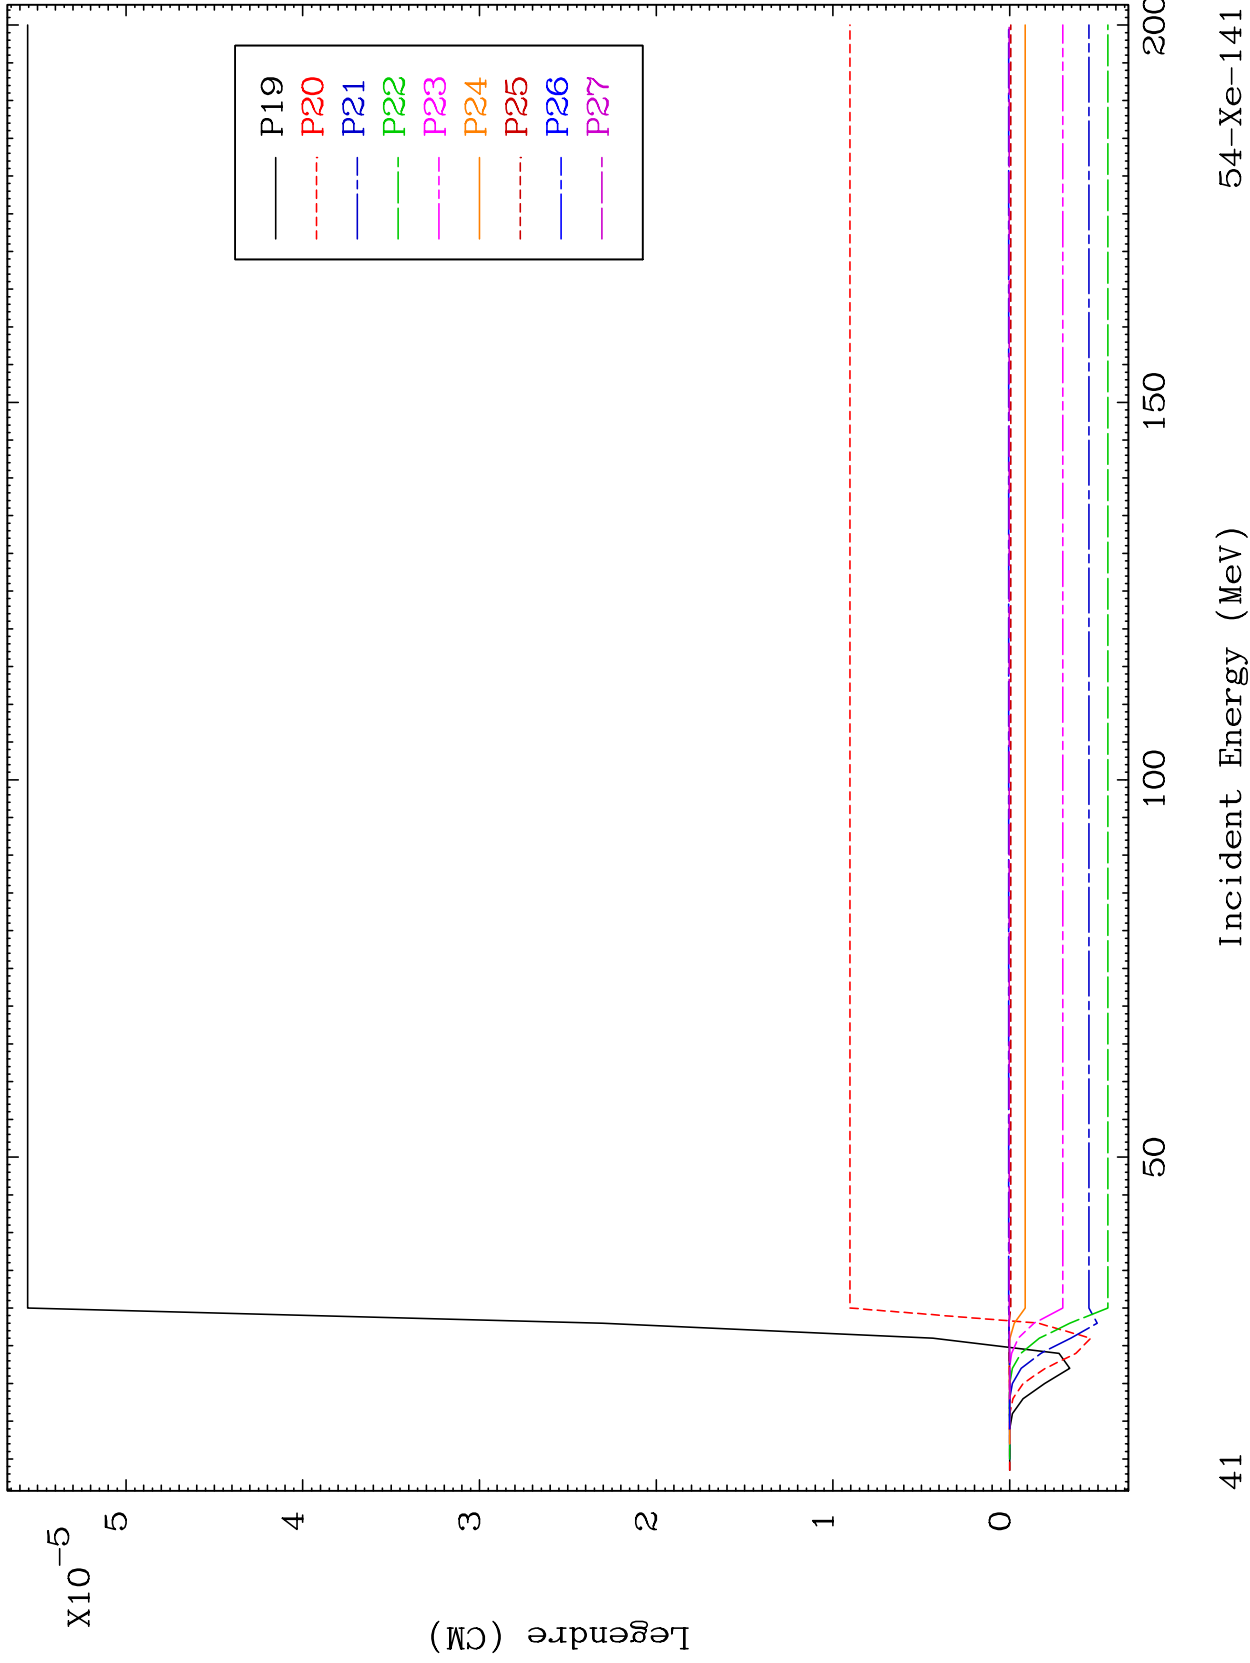 X10-5
5
4
3
2
1
0
Legendre (CM)
P19
P20
P21
P22
P23
P24
P25
P26
P27
50
100
150
200
Incident Energy (MeV)
41
54-Xe-141